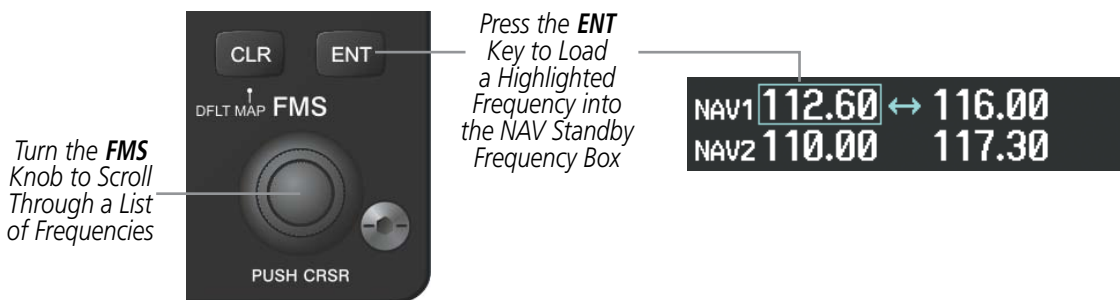 Turn the FMS
Knob to Scroll
Through a List
of Frequencies
CLR
ENT
DFLT MAP FMS
PUSH CRSR
Press the ENT
Key to Load
a Highlighted
Frequency into
the NAV Standby
Frequency Box
NAV1 112.60 ↔ 116.00
NAV2 110.00 117.30